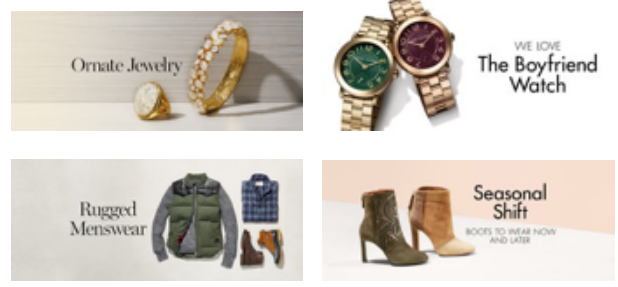 Ornate Jewelry
WE LOVE
The Boyfriend
Watch
Rugged
Menswear
Seasonal
Shift
BOOTS TO WEAR NOW
AND LATER